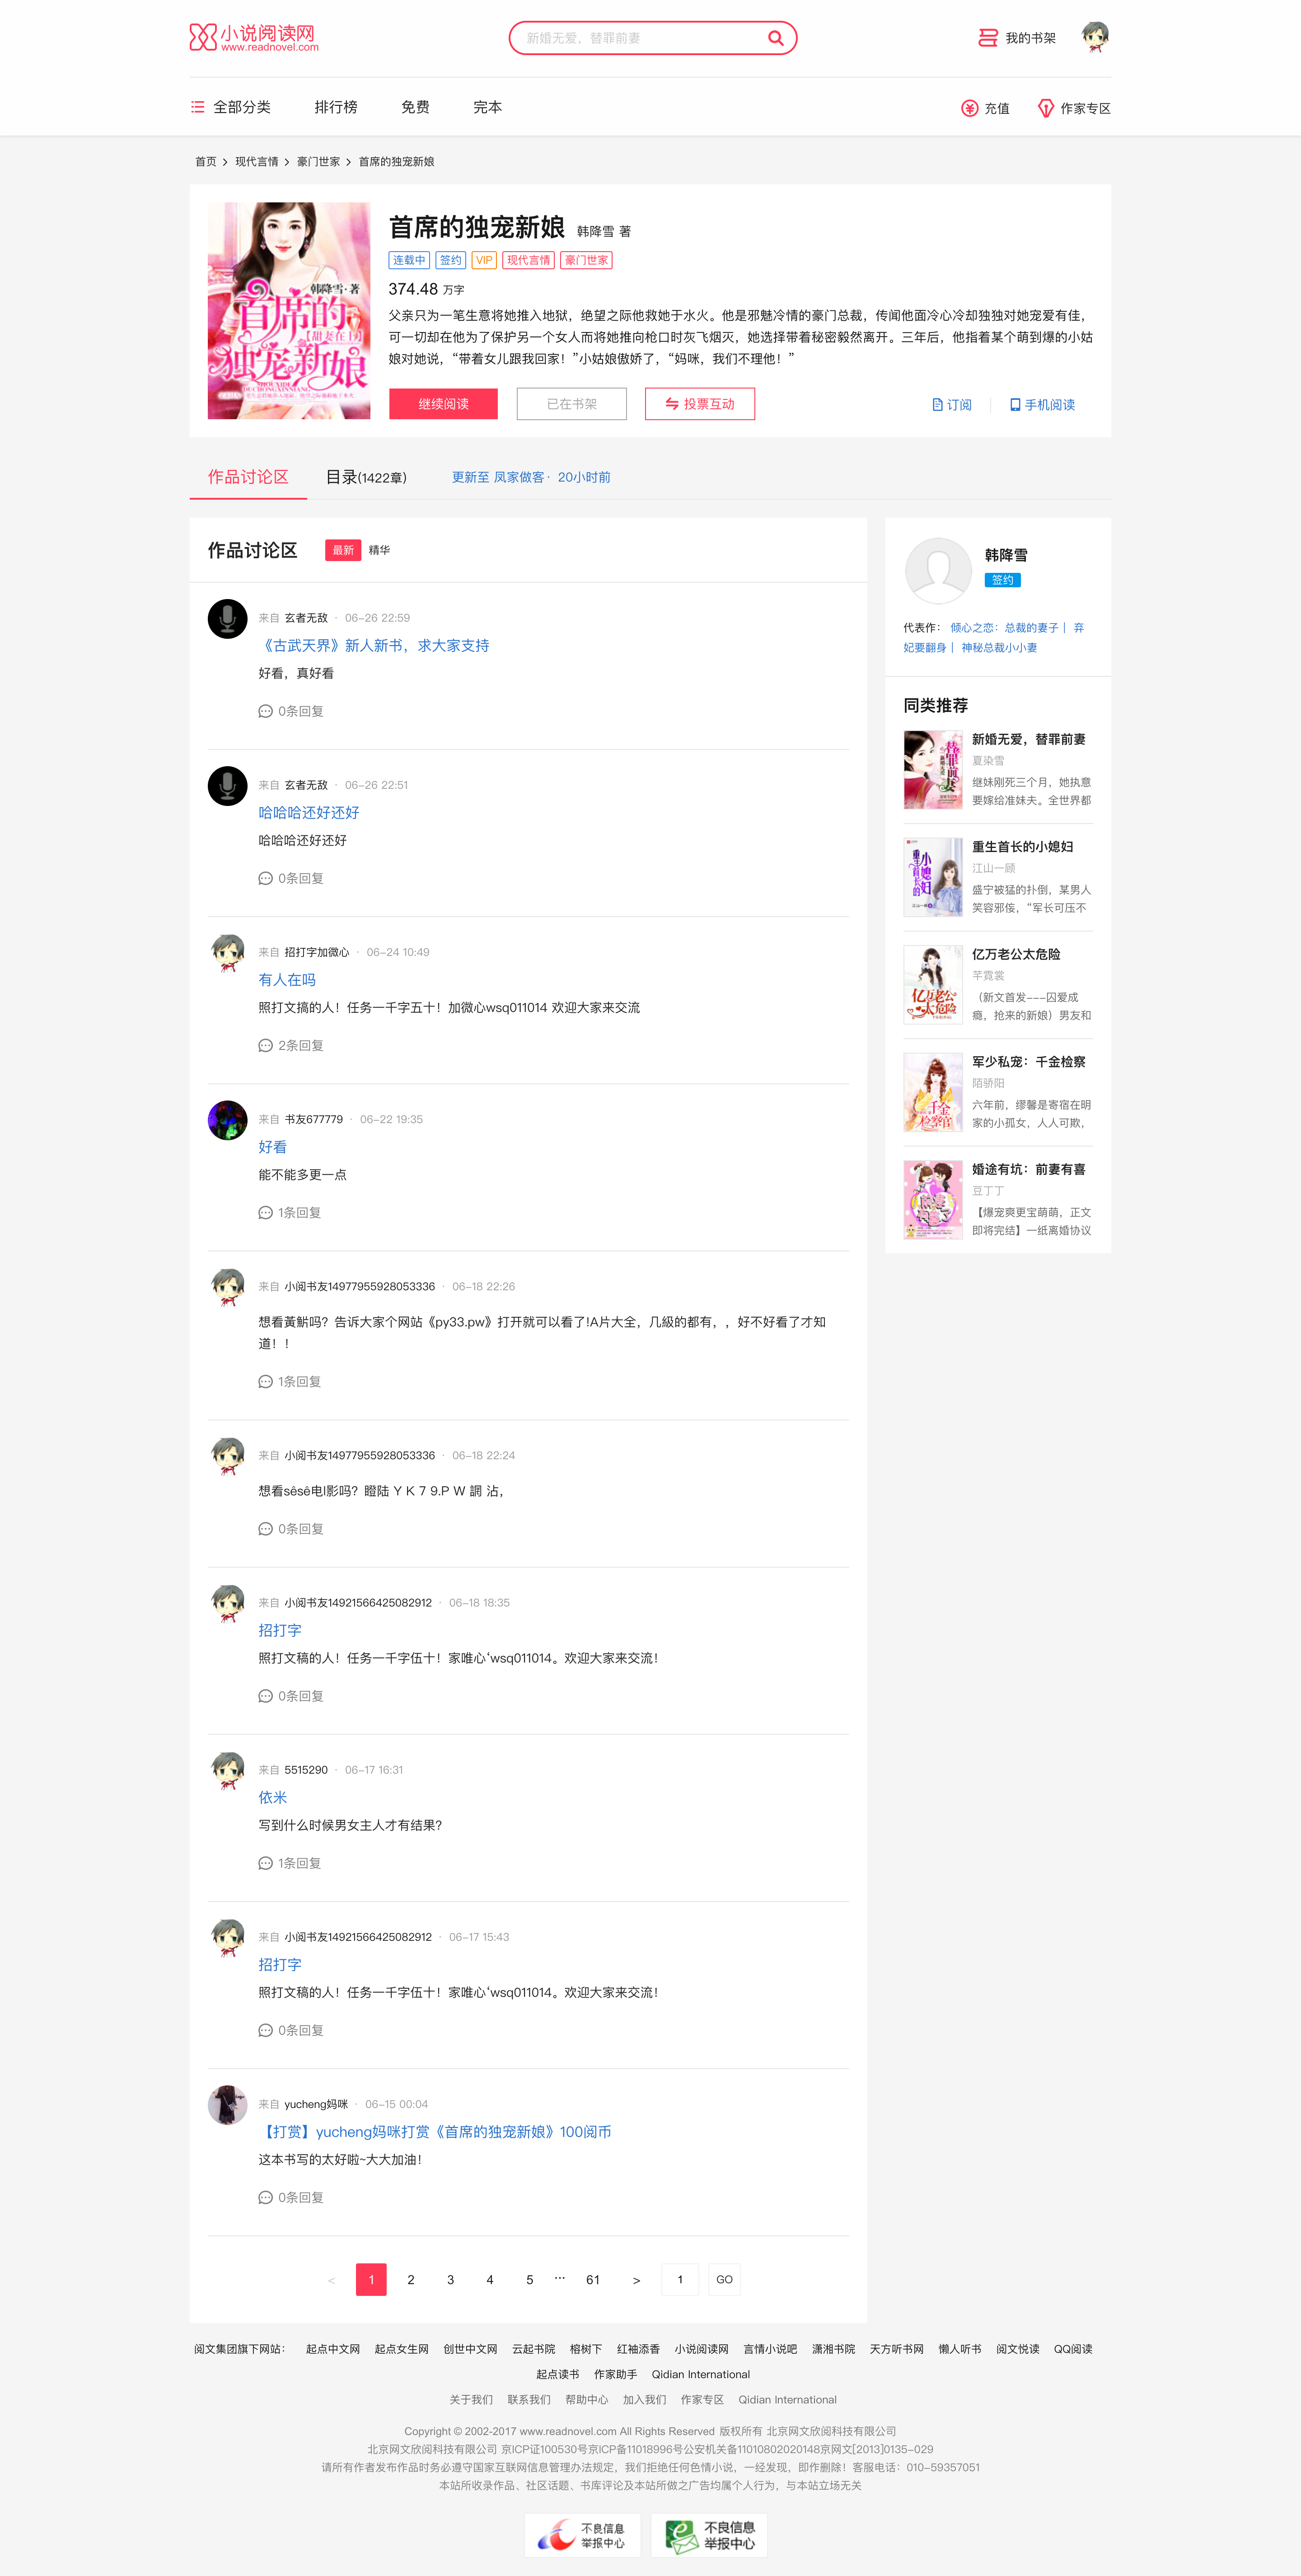 小说阅读网
www.readnovel.com
新婚无爱，替罪前妻
我的书架
全部分类 排行榜 免费 完本
充值 作家专区
首页 > 现代言情 > 豪门世家 > 首席的独宠新娘
韩降雪·著
首席的
【甜妻在上】
独宠新娘
首席的独宠新娘 韩降雪 著
连载中 签约 VIP 现代言情 豪门世家
374.48 万字
父亲只为一笔生意将她推入地狱，绝望之际他救她于水火。他是邪魅冷情的豪门总裁，传闻他面冷心冷却独独对她宠爱有佳，
可一切却在他为了保护另一个女人而将她推向枪口时灰飞烟灭，她选择带着秘密毅然离开。三年后，他指着某个萌到爆的小姑
娘对她说，“带着女儿跟我回家！”小姑娘傲娇了，“妈咪，我们不理他！”
继续阅读 已在书架 投票互动
订阅 手机阅读
作品讨论区 目录(1422章) 更新至 凤家做客· 20小时前
作品讨论区 最新 精华
来自 玄者无敌 · 06-26 22:59
《古武天界》新人新书，求大家支持
好看，真好看
0条回复
来自 玄者无敌 · 06-26 22:51
哈哈哈还好还好
哈哈哈还好还好
0条回复
来自 招打字加微心 · 06-24 10:49
有人在吗
照打文搞的人！任务一千字五十！加微心wsq011014 欢迎大家来交流
2条回复
来自 书友677779 · 06-22 19:35
好看
能不能多更一点
1条回复
来自 小阅书友14977955928053336 · 06-18 22:26
想看黃魸吗？告诉大家个网站《py33.pw》打开就可以看了!A片大全，几級的都有，，好不好看了才知
道！！
1条回复
来自 小阅书友14977955928053336 · 06-18 22:24
想看sêsê电l影吗？瞪陆 Y K 7 9.P W 調 沾，
0条回复
来自 小阅书友14921566425082912 · 06-18 18:35
招打字
照打文稿的人！任务一千字伍十！家唯心‘wsq011014。欢迎大家来交流！
0条回复
来自 5515290 · 06-17 16:31
依米
写到什么时候男女主人才有结果？
1条回复
来自 小阅书友14921566425082912 · 06-17 15:43
招打字
照打文稿的人！任务一千字伍十！家唯心‘wsq011014。欢迎大家来交流！
0条回复
来自 yucheng妈咪 · 06-15 00:04
【打赏】yucheng妈咪打赏《首席的独宠新娘》100阅币
这本书写的太好啦~大大加油！
0条回复
< 1 2 3 4 5 ··· 61 > 1 GO
韩降雪
签约
代表作： 倾心之恋：总裁的妻子｜ 弃
妃要翻身｜ 神秘总裁小小妻
同类推荐
新婚无爱，替罪前妻
夏染雪
继妹刚死三个月，她执意
要嫁给准妹夫。全世界都
重生首长的小媳妇
江山一顾
盛宁被猛的扑倒，某男人
笑容邪侫，“军长可压不
亿万老公太危险
芊霓裳
（新文首发---囚爱成
瘾，抢来的新娘）男友和
军少私宠：千金检察
陌骄阳
六年前，缪馨是寄宿在明
家的小孤女，人人可欺，
婚途有坑：前妻有喜
豆丁丁
【爆宠爽更宝萌萌，正文
即将完结】一纸离婚协议
阅文集团旗下网站： 起点中文网 起点女生网 创世中文网 云起书院 榕树下 红袖添香 小说阅读网 言情小说吧 潇湘书院 天方听书网 懒人听书 阅文悦读 QQ阅读
起点读书 作家助手 Qidian International
关于我们 联系我们 帮助中心 加入我们 作家专区 Qidian International
Copyright © 2002-2017 www.readnovel.com All Rights Reserved 版权所有 北京网文欣阅科技有限公司
北京网文欣阅科技有限公司 京ICP证100530号京ICP备11018996号公安机关备11010802020148京网文[2013]0135-029
请所有作者发布作品时务必遵守国家互联网信息管理办法规定，我们拒绝任何色情小说，一经发现，即作删除！客服电话：010-59357051
本站所收录作品、社区话题、书库评论及本站所做之广告均属个人行为，与本站立场无关
不良信息
举报中心
不良信息
举报中心